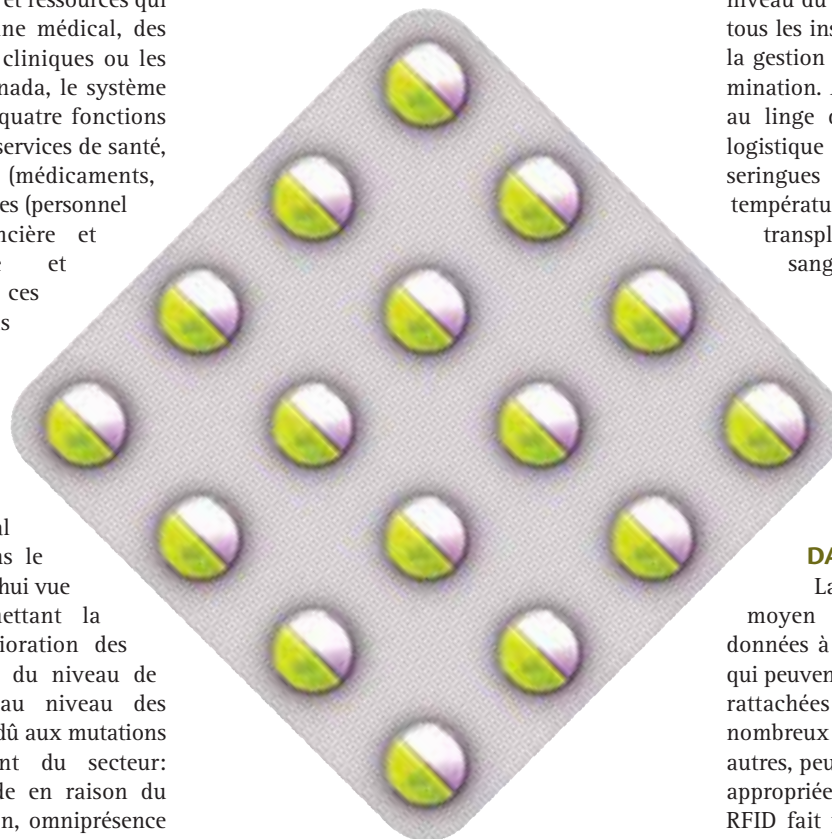 et ressources qui
ne médical, des
cliniques ou les
nada, le système
quatre fonctions
services de santé,
(médicaments,
es (personnel
ncière et
et
ces
s
al
s le
hui vue
ettant la
ioration des
du niveau de
au niveau des
dû aux mutations
nt du secteur:
de en raison du
n, omniprésence
niveau du
tous les ins
la gestion
mination.
au linge
logistique
seringues
températu
transpl
sang
DA
La
moyen
données à
qui peuven
rattachées
nombreux
autres, peu
appropriée
RFID fait